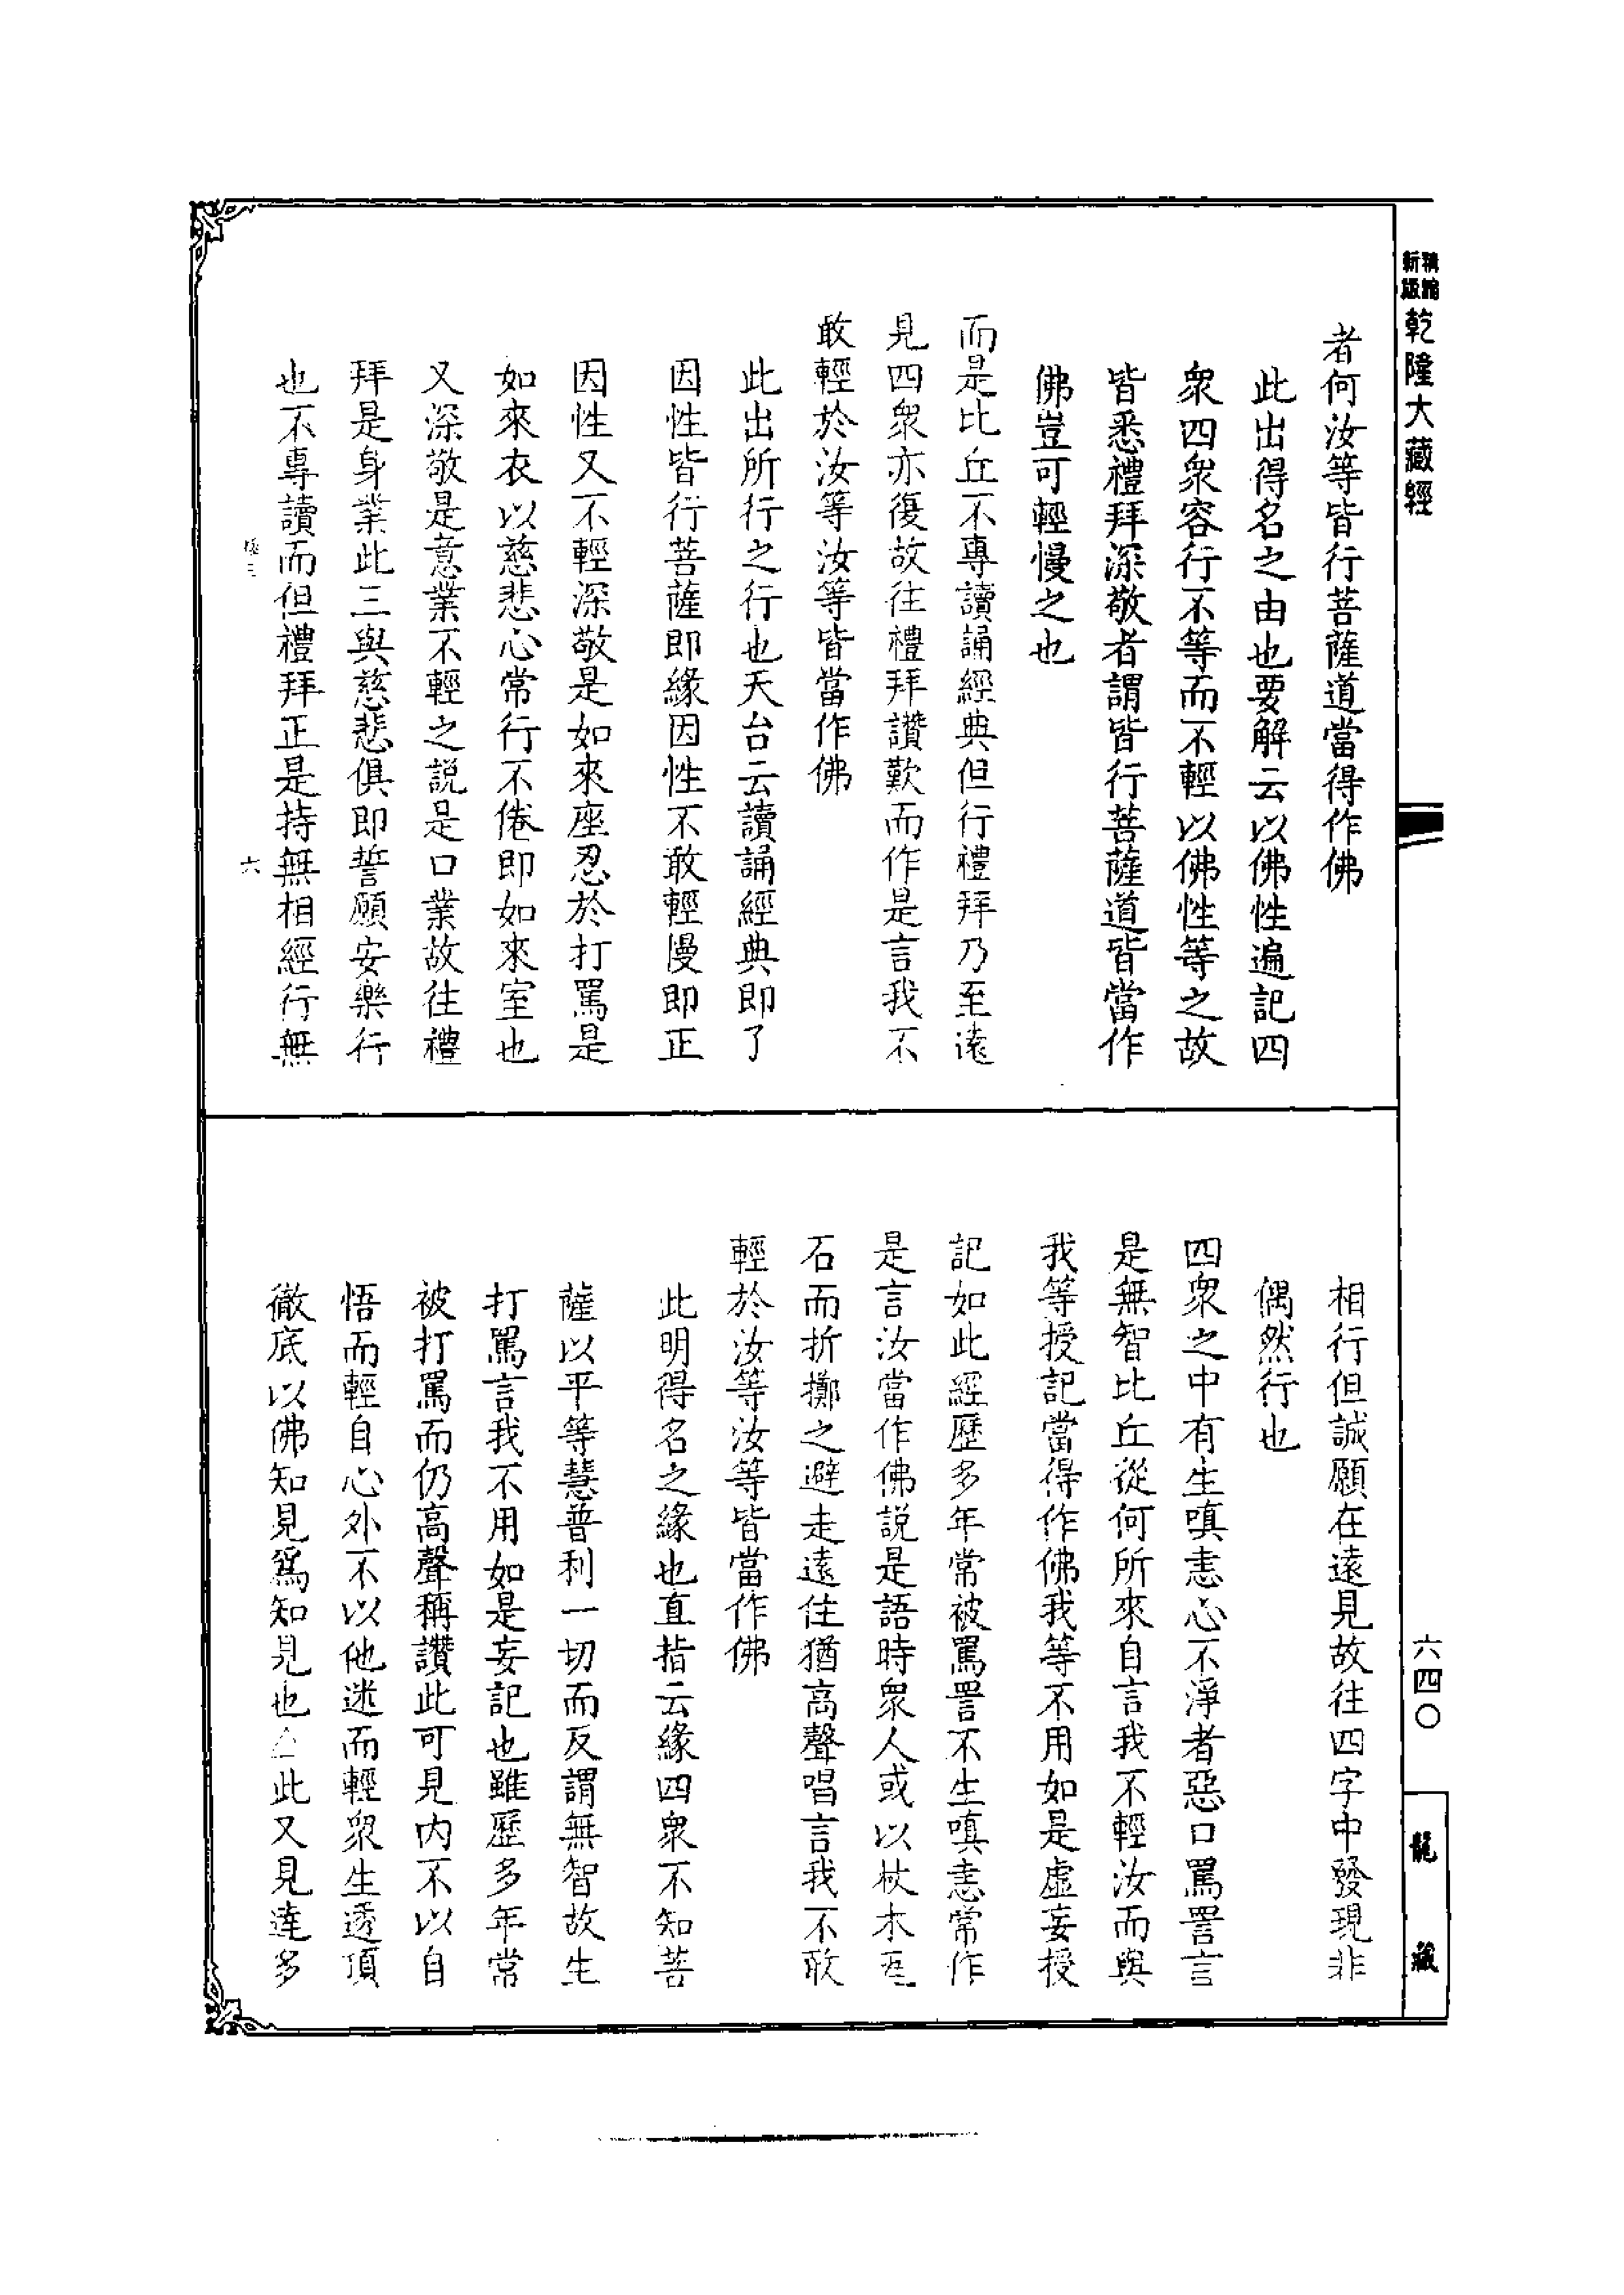 精縮
新版
乾隆大藏經
者何汝等皆行菩薩道當得作佛
此出得名之由也要解云以佛性遍記四
衆四衆容行不等而不輕以佛性等之故
皆悉禮拜深敬者謂皆行菩薩道皆當作
佛豈可輕慢之也
而是比丘不專讀誦經典但行禮拜乃至遠
見四衆亦復故往禮拜讚歎而作是言我不
敢輕於汝等汝等皆當作佛
此出所行之行也天台云讀誦經典即了
因性皆行菩薩即緣因性不敢輕慢即正
因性又不輕深敬是如來座忍於打罵是
如來衣以慈悲心常行不倦即如來室也
又深敬是意業不輕之說是口業故往禮
拜是身業此三與慈悲俱即誓願安樂行
也不專讀而但禮拜正是持無相經行無
六
相行但誠願在遠見故往四字中發現非
偶然行也
四衆之中有生嗔恚心不淨者惡口罵詈言
是無智比丘從何所來自言我不輕汝而與
我等授記當得作佛我等不用如是虛妄授
記如此經歷多年常被罵詈不生嗔恚常作
是言汝當作佛說是語時衆人或以杖木瓦
石而折擲之避走遠住猶高聲唱言我不敢
輕於汝等汝等皆當作佛
此明得名之緣也直指云緣四衆不知菩
薩以平等慧普利一切而反謂無智故生
打罵言我不用如是妄記也雖歷多年常
被打罵而仍高聲稱讚此可見內不以自
悟而輕自心外不以他迷而輕衆生透頂
徹底以佛知見爲知見也△此又見達多
六四〇
龍藏